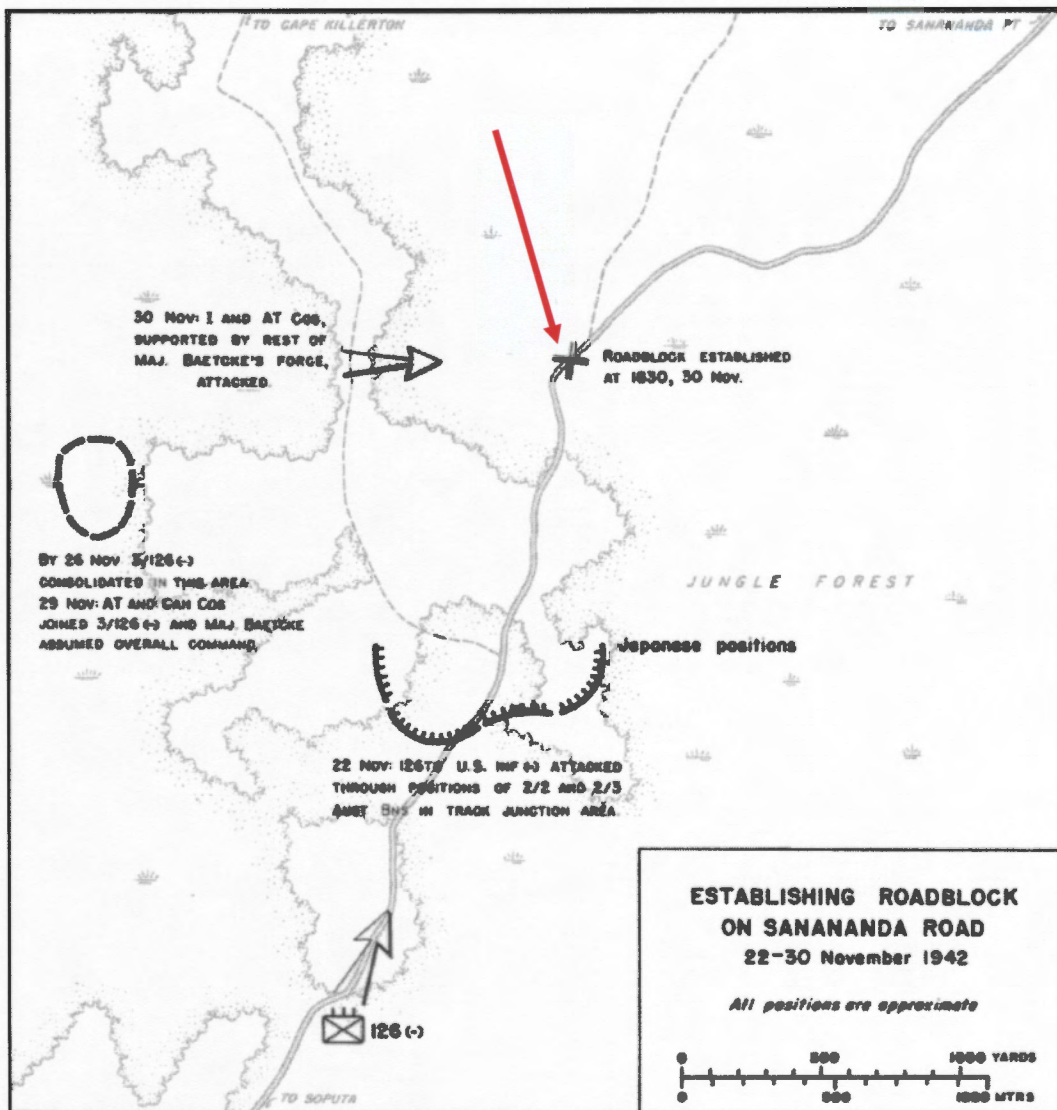 TO CAPE KILLERTON
TO SANANANDA PT
30 NOV: I AND AT COS,
SUPPORTED BY REST OF
MAJ. BAETCKE'S FORCE,
ATTACKED.
ROADBLOCK ESTABLISHED
AT 1830, 30 NOV.
BY 26 NOV 3/126(-)
CONSOLIDATED IN THIS AREA
29 NOV: AT AND CAN COS
JOINED 3/126(-) AND MAJ. BAETCKE
ASSUMED OVERALL COMMAND.
JUNGLE FOREST
Japanese positions
22 NOV: 126TH U.S. INF (-) ATTACKED
THROUGH POSITIONS OF 2/2 AND 2/3
AUST BNS IN TRACK JUNCTION AREA.
126(-)
TO SOPUTA
ESTABLISHING ROADBLOCK
ON SANANANDA ROAD
22-30 November 1942
All positions are approximate
0 500 1000 YARDS
0 500 1000 MTRS